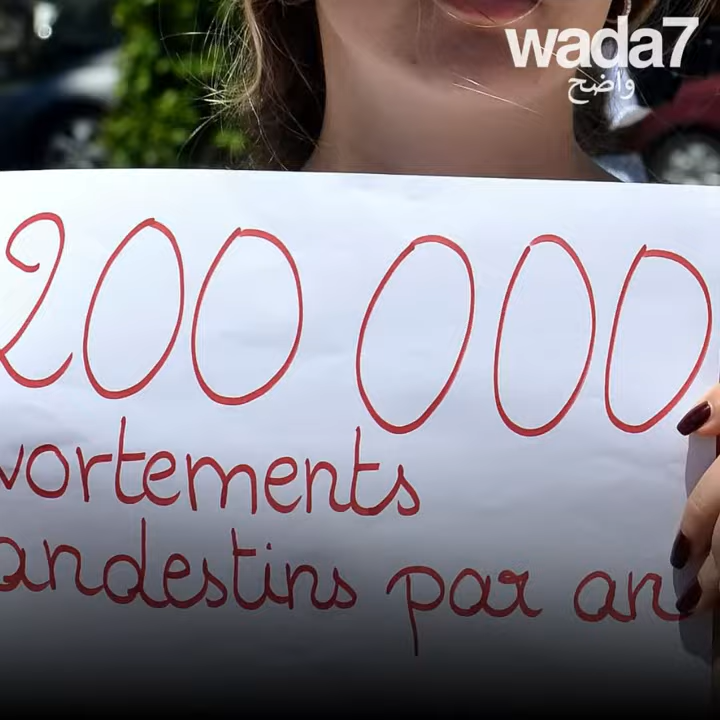 wada7
واضح
200 000
vortements
andestins par an